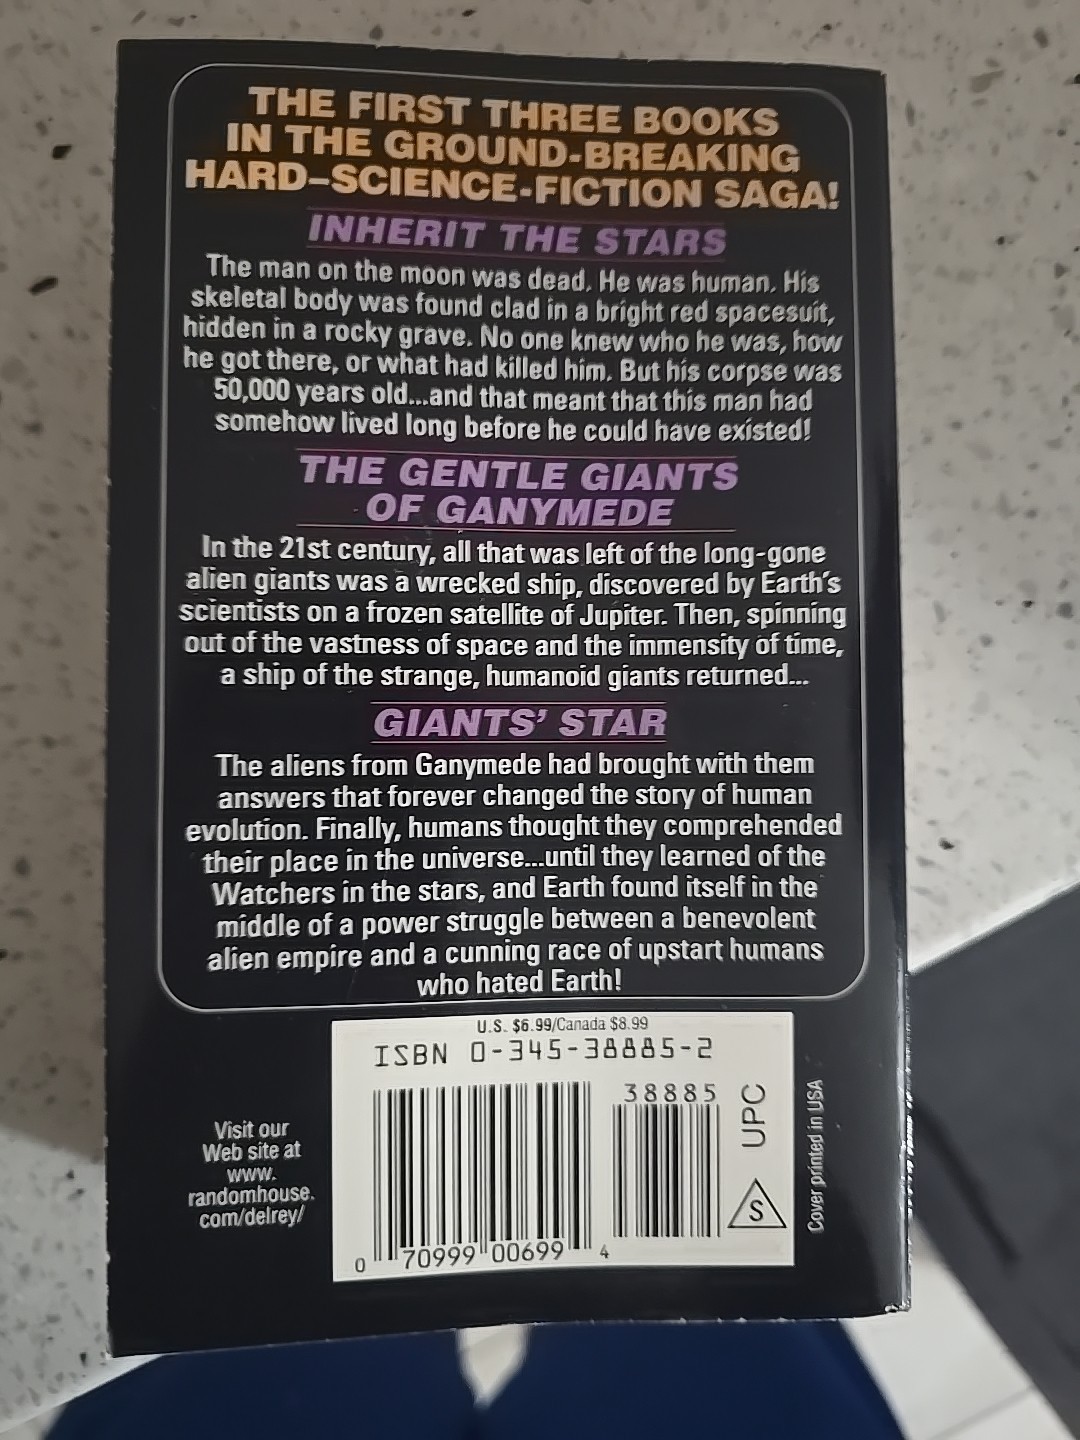 THE FIRST THREE BOOKS
IN THE GROUND-BREAKING
HARD–SCIENCE-FICTION SAGA!
INHERIT THE STARS
The man on the moon was dead. He was human. His
skeletal body was found clad in a bright red spacesuit,
hidden in a rocky grave. No one knew who he was, how
he got there, or what had killed him. But his corpse was
50,000 years old...and that meant that this man had
somehow lived long before he could have existed!
THE GENTLE GIANTS
OF GANYMEDE
In the 21st century, all that was left of the long-gone
alien giants was a wrecked ship, discovered by Earth's
scientists on a frozen satellite of Jupiter. Then, spinning
out of the vastness of space and the immensity of time,
a ship of the strange, humanoid giants returned...
GIANTS' STAR
The aliens from Ganymede had brought with them
answers that forever changed the story of human
evolution. Finally, humans thought they comprehended
their place in the universe...until they learned of the
Watchers in the stars, and Earth found itself in the
middle of a power struggle between a benevolent
alien empire and a cunning race of upstart humans
who hated Earth!
U.S. $6.99/Canada $8.99
ISBN 0-345-38885-2
38885
UPC
S
0 70999 00699 4
Visit our
Web site at
www.
randomhouse.
com/delrey/
Cover printed in USA